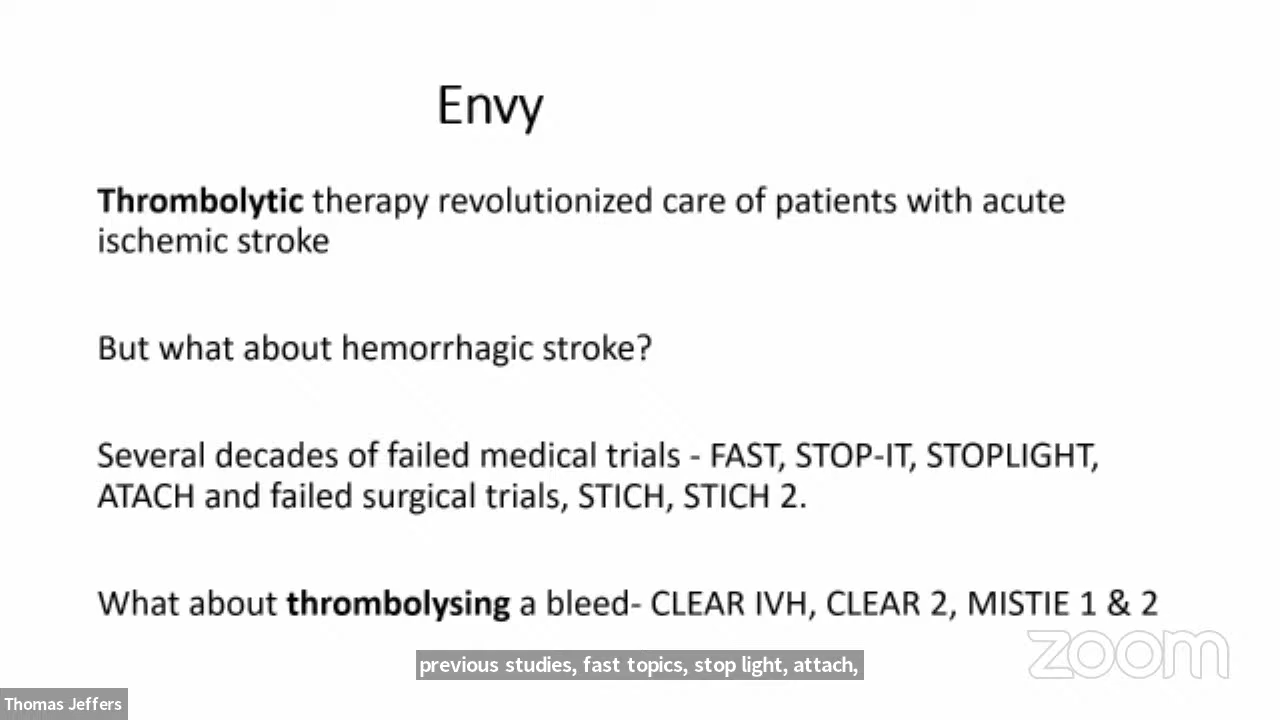 Envy
Thrombolytic therapy revolutionized care of patients with acute
ischemic stroke
But what about hemorrhagic stroke?
Several decades of failed medical trials - FAST, STOP-IT, STOPLIGHT,
ATACH and failed surgical trials, STICH, STICH 2.
What about thrombolysing a bleed- CLEAR IVH, CLEAR 2, MISTIE 1 & 2
zoom
previous studies, fast topics, stop light, attach,
Thomas Jeffers